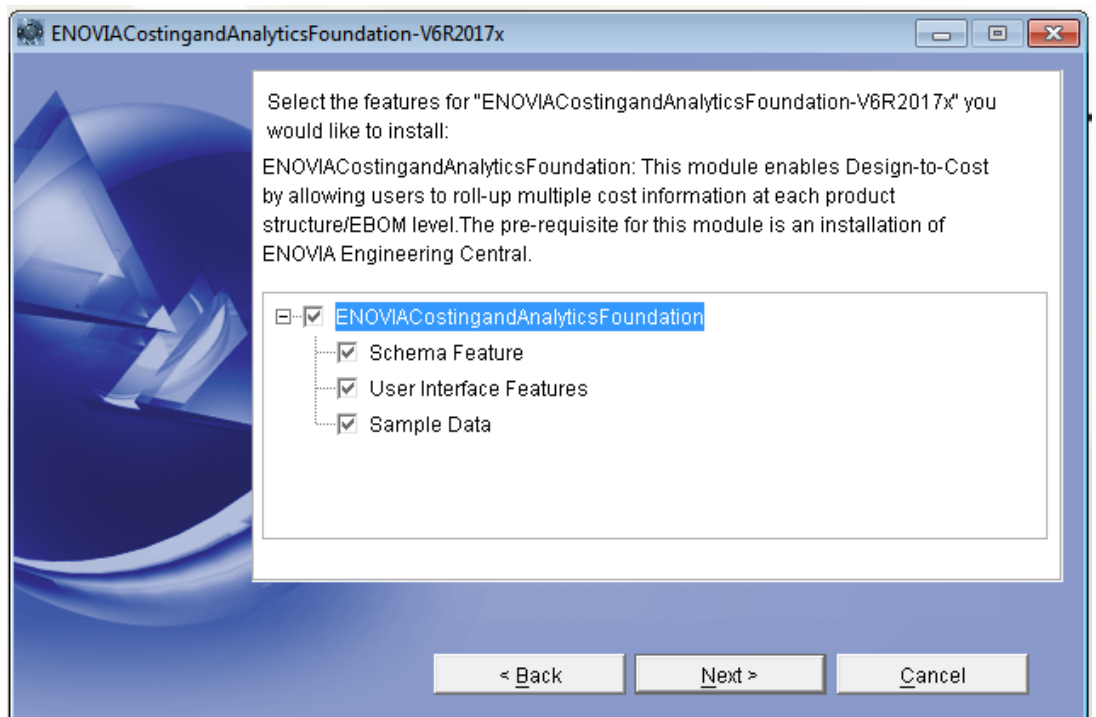 ENOVIACostingandAnalyticsFoundation-V6R2017x
Select the features for "ENOVIACostingandAnalyticsFoundation-V6R2017x" you
would like to install:
ENOVIACostingandAnalyticsFoundation: This module enables Design-to-Cost
by allowing users to roll-up multiple cost information at each product
structure/EBOM level.The pre-requisite for this module is an installation of
ENOVIA Engineering Central.
ENOVIACostingandAnalyticsFoundation
Schema Feature
User Interface Features
Sample Data
< Back
Next >
Cancel